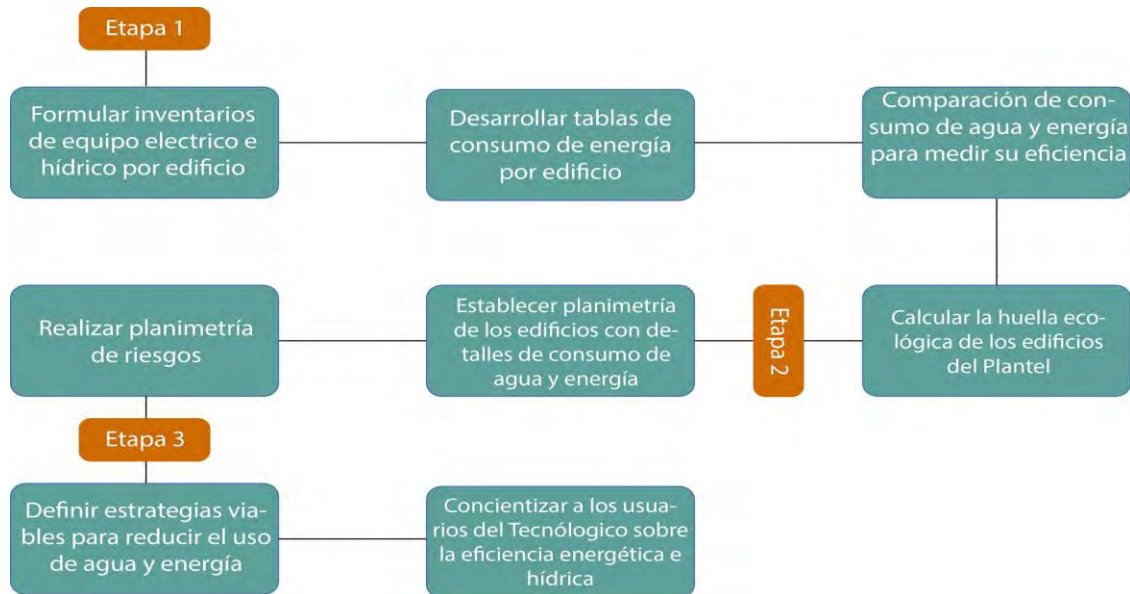 Etapa 1
Formular inventarios
de equipo electrico e
hídrico por edificio
Desarrollar tablas de
consumo de energía
por edificio
Comparación de con-
sumo de agua y energía
para medir su eficiencia
Calcular la huella eco-
lógica de los edificios
del Plantel
Etapa 2
Establecer planimetría
de los edificios con de-
talles de consumo de
agua y energía
Realizar planimetría
de riesgos
Etapa 3
Definir estrategias via-
bles para reducir el uso
de agua y energía
Concientizar a los usua-
rios del Tecnólogico sobre
la eficiencia energética e
hídrica